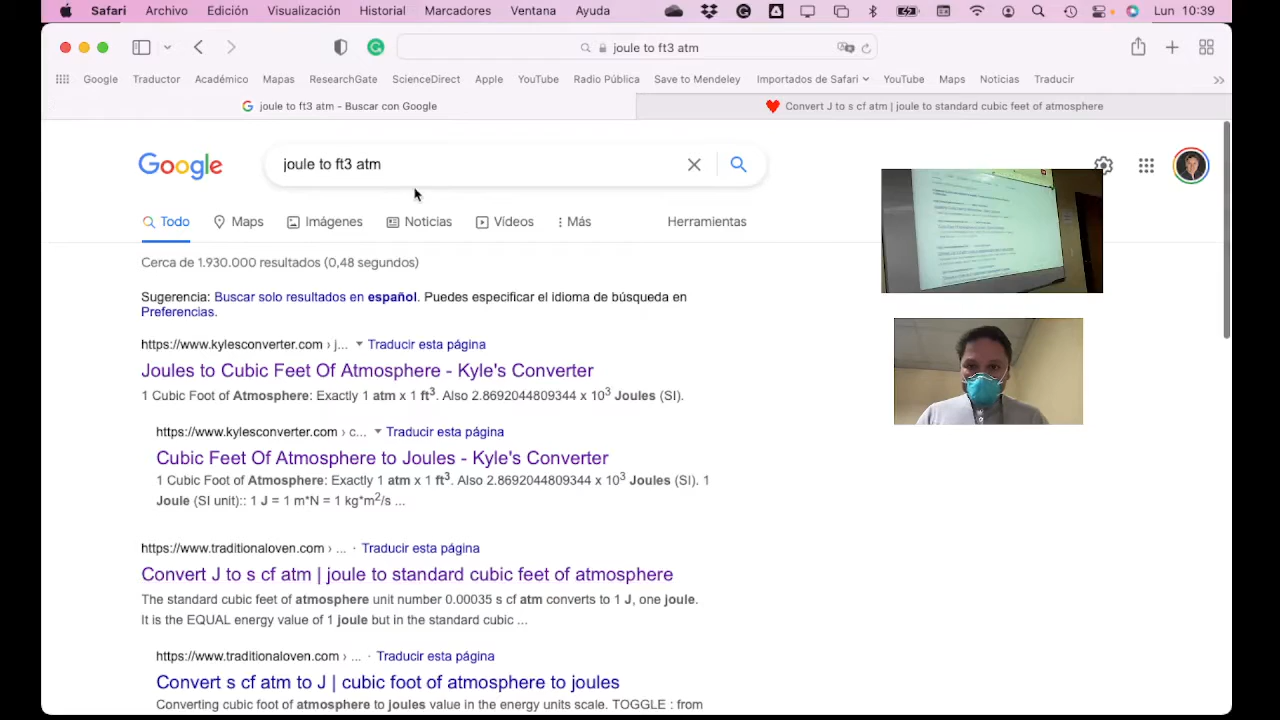 Safari Archivo Edición Visualización Historial Marcadores Ventana Ayuda Lun 10:39
joule to ft3 atm
Google Traductor Académico Mapas ResearchGate ScienceDirect Apple YouTube Radio Pública Save to Mendeley Importados de Safari YouTube Maps Noticias Traducir
joule to ft3 atm - Buscar con Google
Convert J to s cf atm | joule to standard cubic feet of atmosphere
Google joule to ft3 atm
Todo Maps Imágenes Noticias Vídeos Más Herramientas
Cerca de 1.930.000 resultados (0,48 segundos)
Sugerencia: Buscar solo resultados en español. Puedes especificar el idioma de búsqueda en
Preferencias.
https://www.kylesconverter.com › j... Traducir esta página
Joules to Cubic Feet Of Atmosphere - Kyle's Converter
1 Cubic Foot of Atmosphere: Exactly 1 atm x 1 ft³. Also 2.8692044809344 x 10³ Joules (SI).
https://www.kylesconverter.com › c... Traducir esta página
Cubic Feet Of Atmosphere to Joules - Kyle's Converter
1 Cubic Foot of Atmosphere: Exactly 1 atm x 1 ft³. Also 2.8692044809344 x 10³ Joules (SI). 1
Joule (SI unit):: 1 J = 1 m*N = 1 kg*m²/s ...
https://www.traditionaloven.com › ... · Traducir esta página
Convert J to s cf atm | joule to standard cubic feet of atmosphere
The standard cubic feet of atmosphere unit number 0.00035 s cf atm converts to 1 J, one joule.
It is the EQUAL energy value of 1 joule but in the standard cubic ...
https://www.traditionaloven.com › ... · Traducir esta página
Convert s cf atm to J | cubic foot of atmosphere to joules
Converting cubic foot of atmosphere to joules value in the energy units scale. TOGGLE : from